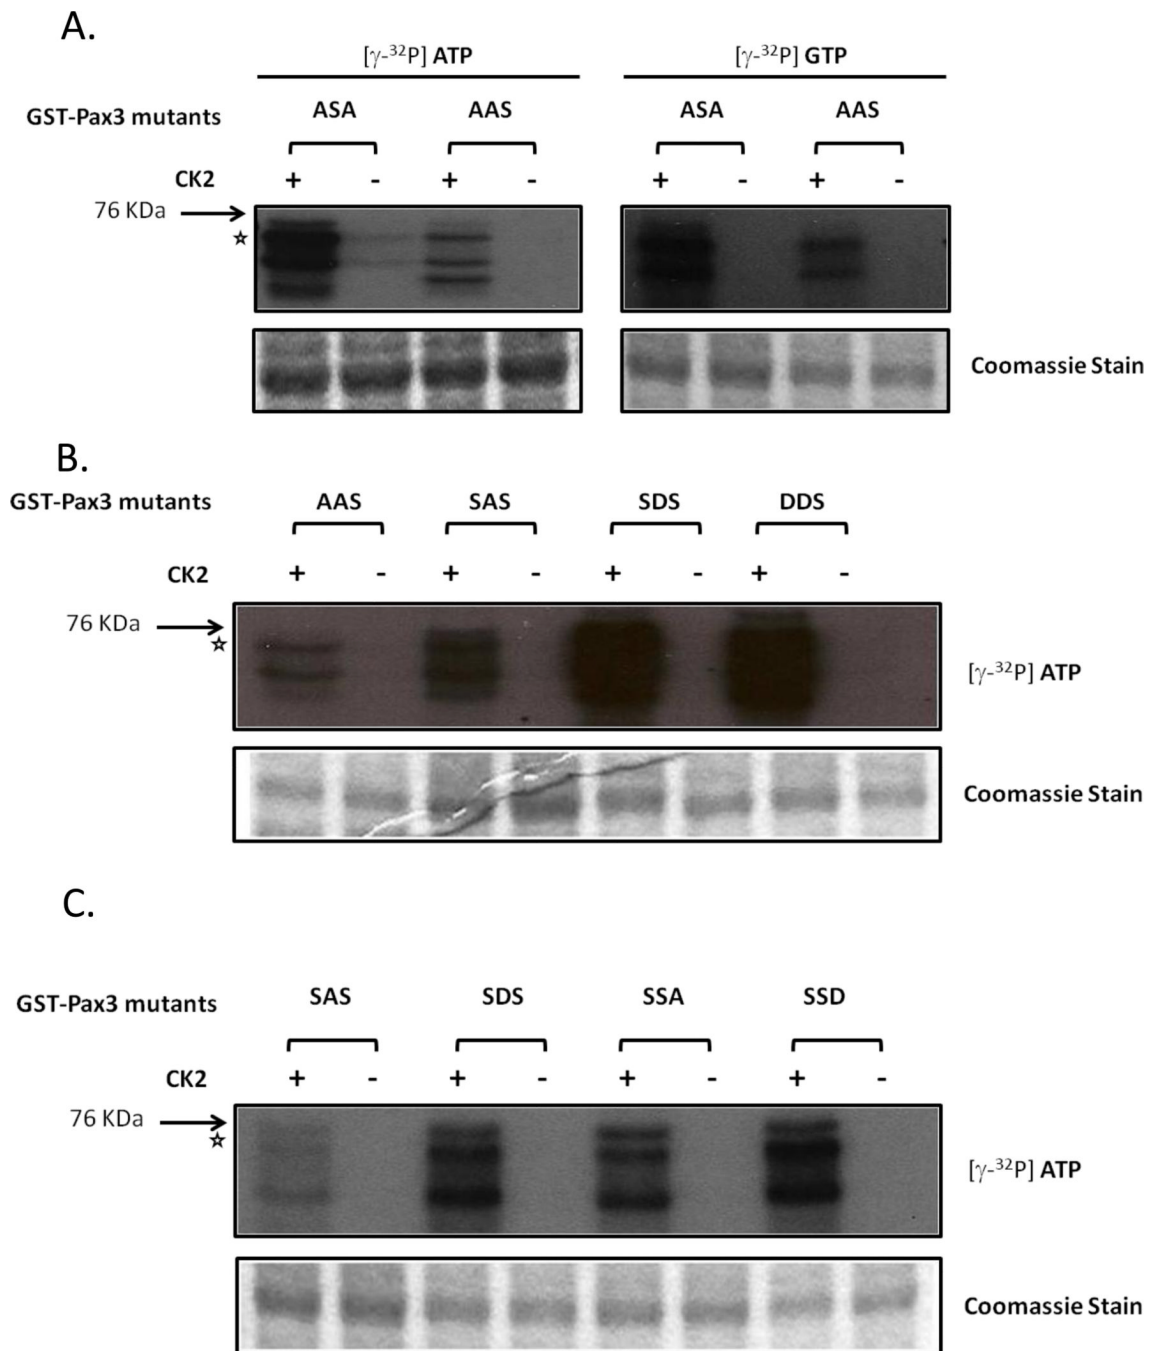 A.
[γ-³²P] ATP [γ-³²P] GTP
GST-Pax3 mutants ASA AAS ASA AAS
CK2 + - + - + - + -
76 KDa
☆
Coomassie Stain
B.
GST-Pax3 mutants AAS SAS SDS DDS
CK2 + - + - + - + -
76 KDa
☆
[γ-³²P] ATP
Coomassie Stain
C.
GST-Pax3 mutants SAS SDS SSA SSD
CK2 + - + - + - + -
76 KDa
☆
[γ-³²P] ATP
Coomassie Stain